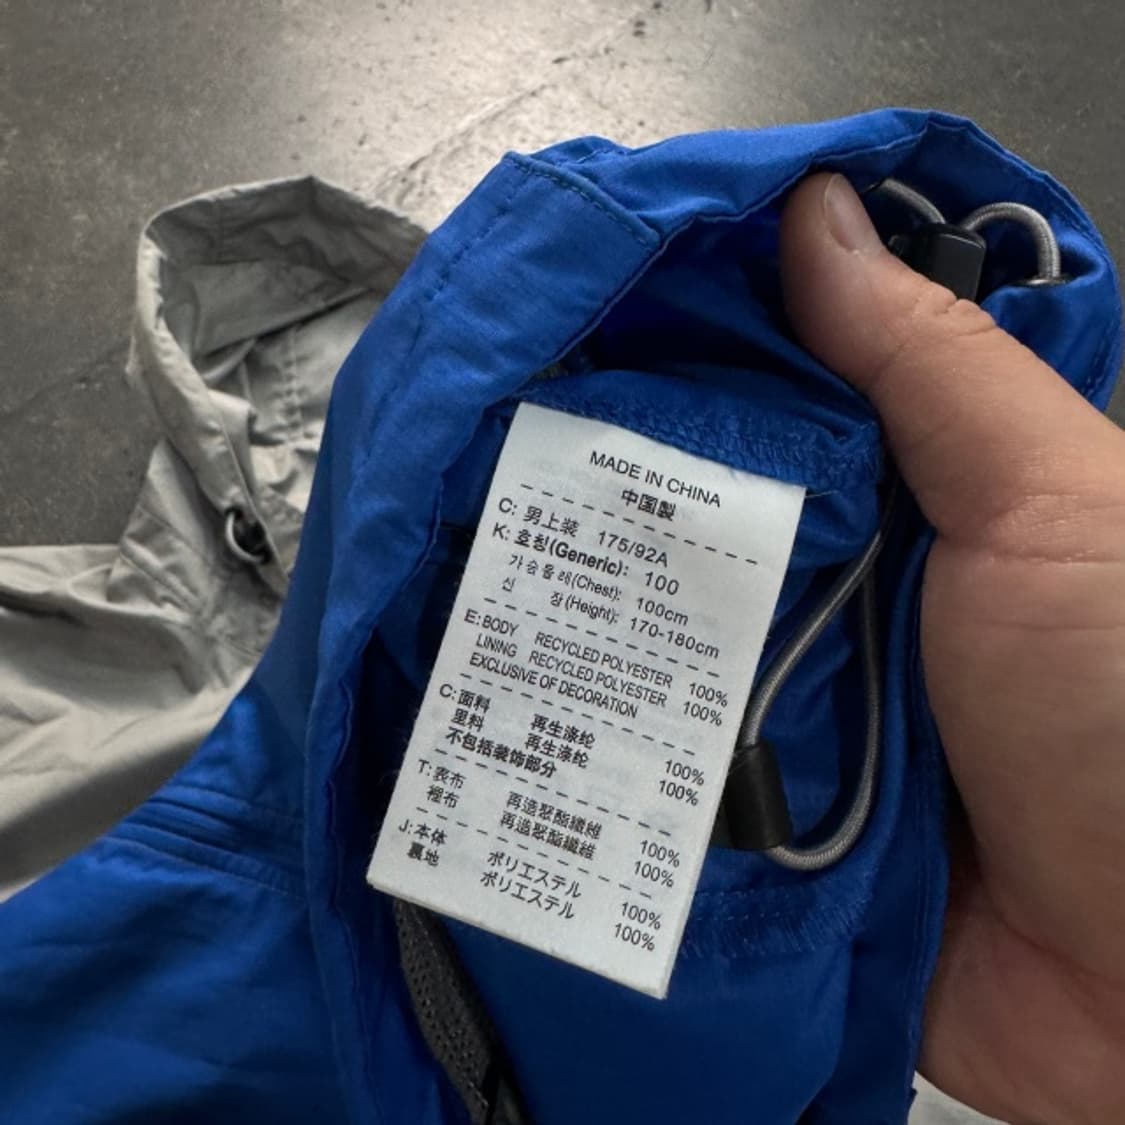 MADE IN CHINA
中国製
C: 男上装 175/92A
K: 호칭(Generic): 100
가슴둘레(Chest): 100cm
신 장(Height): 170-180cm
E: BODY RECYCLED POLYESTER 100%
LINING RECYCLED POLYESTER 100%
EXCLUSIVE OF DECORATION
C: 面料 再生涤纶 100%
里料 再生涤纶 100%
不包括装饰部分
T: 表布 再造聚酯纖維 100%
裡布 再造聚酯纖維 100%
J: 本体 ポリエステル 100%
裏地 ポリエステル 100%